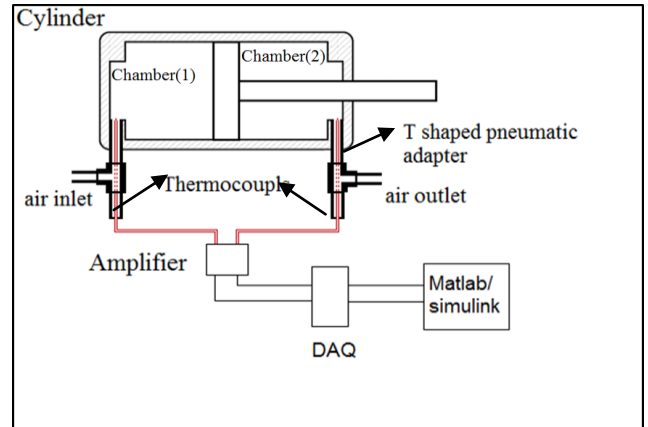 Cylinder
Chamber(2)
Chamber(1)
T shaped pneumatic
adapter
Thermocouple
air inlet
air outlet
Amplifier
Matlab/
simulink
DAQ